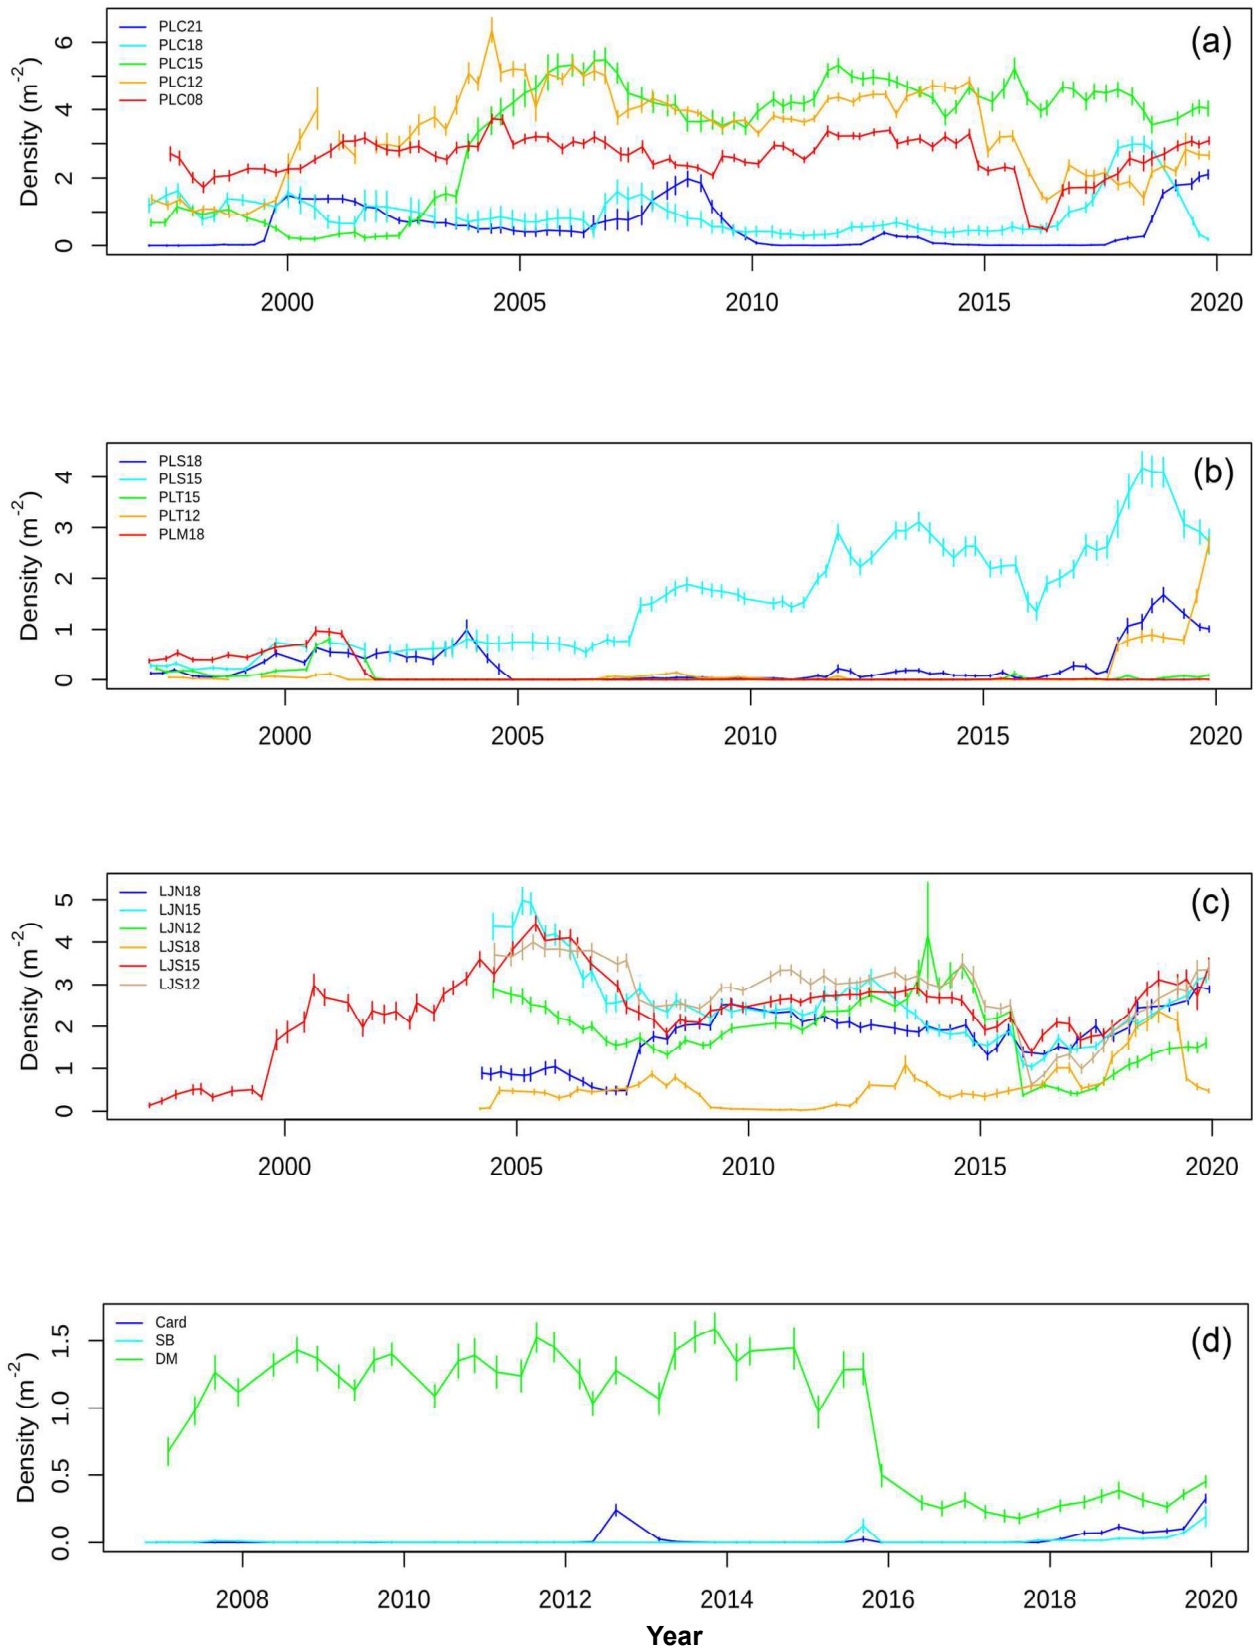 (a)
PLC21
PLC18
PLC15
PLC12
PLC08
Density (m-2)
0 2 4 6
2000 2005 2010 2015 2020
(b)
PLS18
PLS15
PLT15
PLT12
PLM18
Density (m-2)
0 1 2 3 4
2000 2005 2010 2015 2020
(c)
LJN18
LJN15
LJN12
LJS18
LJS15
LJS12
Density (m-2)
0 1 2 3 4 5
2000 2005 2010 2015 2020
(d)
Card
SB
DM
Density (m-2)
0.0 0.5 1.0 1.5
2008 2010 2012 2014 2016 2018 2020
Year